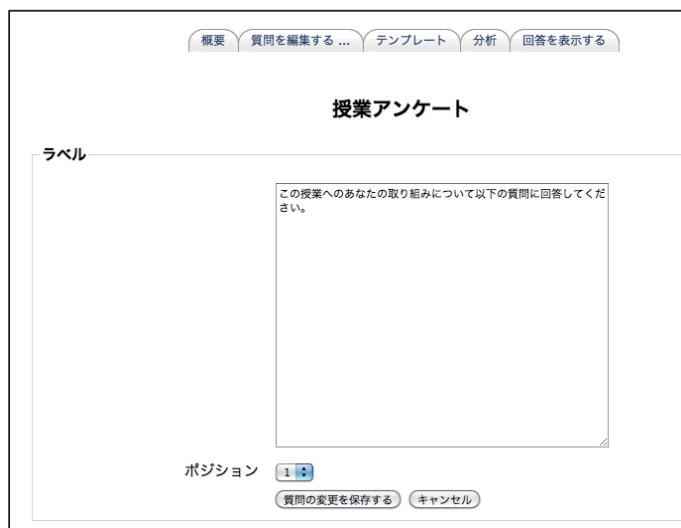 概要 質問を編集する ... テンプレート 分析 回答を表示する
授業アンケート
ラベル
この授業へのあなたの取り組みについて以下の質問に回答してくだ
さい。
ポジション 1
質問の変更を保存する キャンセル